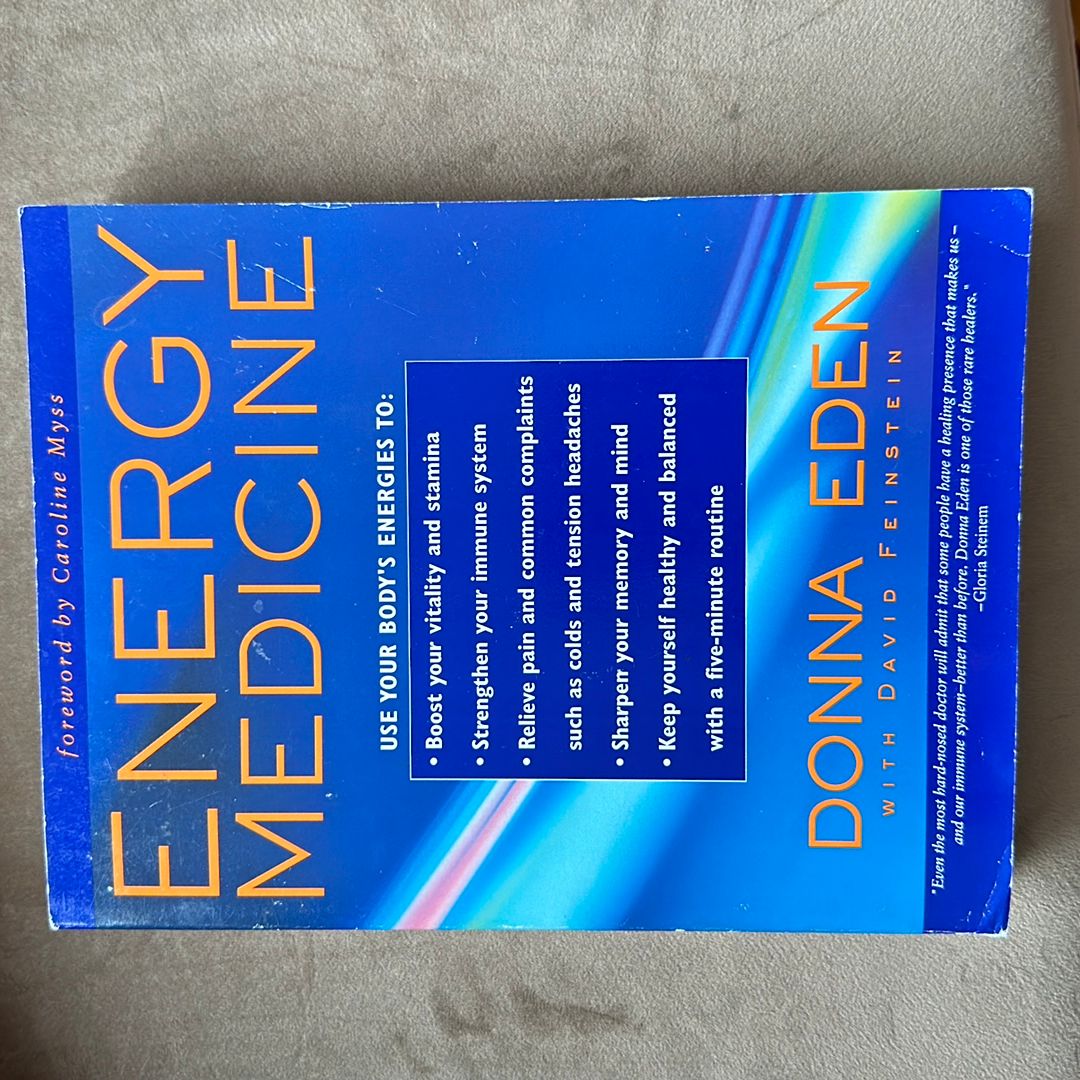 foreword by Caroline Myss
ENERGY
MEDICINE
USE YOUR BODY'S ENERGIES TO:
• Boost your vitality and stamina
• Strengthen your immune system
• Relieve pain and common complaints
such as colds and tension headaches
• Sharpen your memory and mind
• Keep yourself healthy and balanced
with a five-minute routine
DONNA EDEN
WITH DAVID FEINSTEIN
"Even the most hard-nosed doctor will admit that some people have a healing presence that makes us –
and our immune system–better than before. Donna Eden is one of those rare healers."
–Gloria Steinem